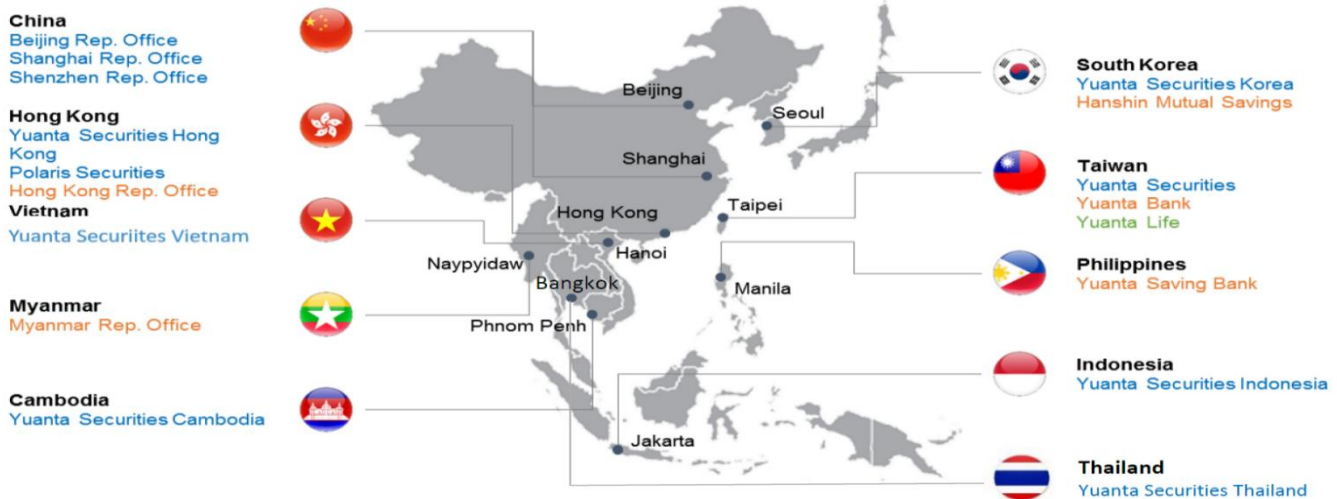 China
Beijing Rep. Office
Shanghai Rep. Office
Shenzhen Rep. Office
Hong Kong
Yuanta Securities Hong
Kong
Polaris Securities
Hong Kong Rep. Office
Vietnam
Yuanta Securiites Vietnam
Myanmar
Myanmar Rep. Office
Cambodia
Yuanta Securities Cambodia
Beijing
Seoul
Shanghai
Hong Kong
Taipei
Hanoi
Naypyidaw
Bangkok
Manila
Phnom Penh
Jakarta
South Korea
Yuanta Securities Korea
Hanshin Mutual Savings
Taiwan
Yuanta Securities
Yuanta Bank
Yuanta Life
Philippines
Yuanta Saving Bank
Indonesia
Yuanta Securities Indonesia
Thailand
Yuanta Securities Thailand